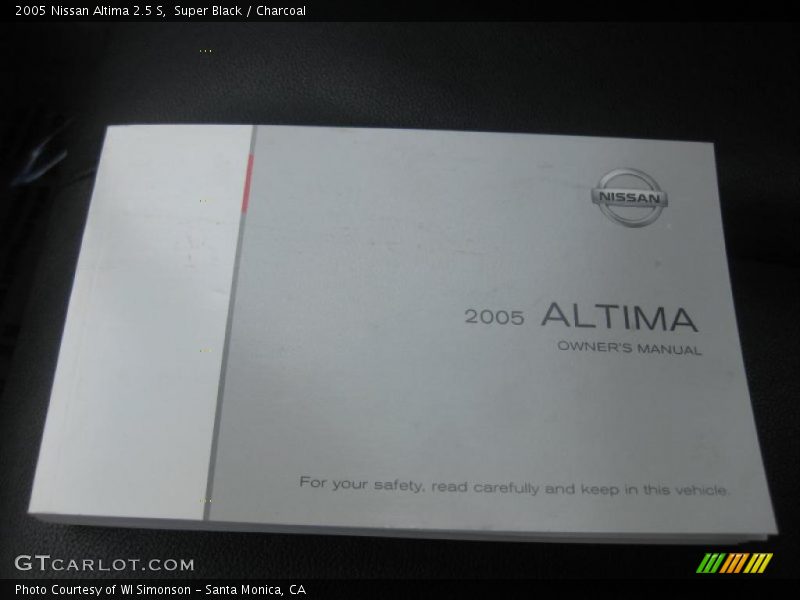 2005 Nissan Altima 2.5 S,  Super Black / Charcoal
NISSAN
2005 ALTIMA
OWNER'S MANUAL
For your safety, read carefully and keep in this vehicle.
GTCARLOT.COM
Photo Courtesy of WI Simonson - Santa Monica, CA